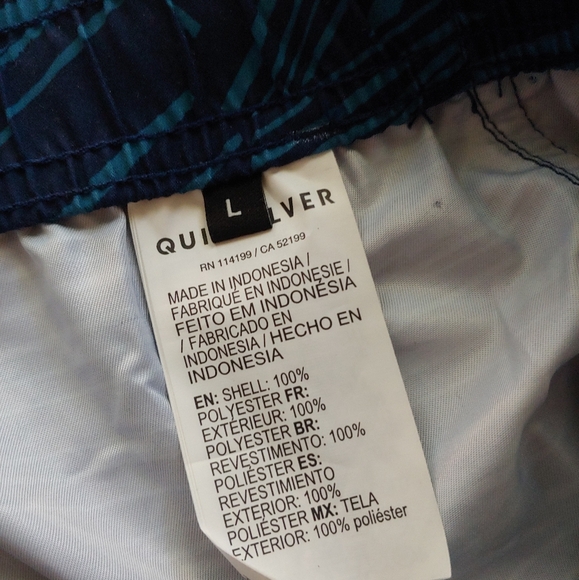 L
QUI LVER
RN 114199 / CA 52199
MADE IN INDONESIA /
FABRIQUÉ EN INDONESIE /
FEITO EM INDONÉSIA
/ FABRICADO EN
INDONESIA / HECHO EN
INDONESIA
EN: SHELL: 100%
POLYESTER FR:
EXTÉRIEUR: 100%
POLYESTER BR:
REVESTIMENTO: 100%
POLIÉSTER ES:
REVESTIMIENTO
EXTERIOR: 100%
POLIÉSTER MX: TELA
EXTERIOR: 100% poliéster